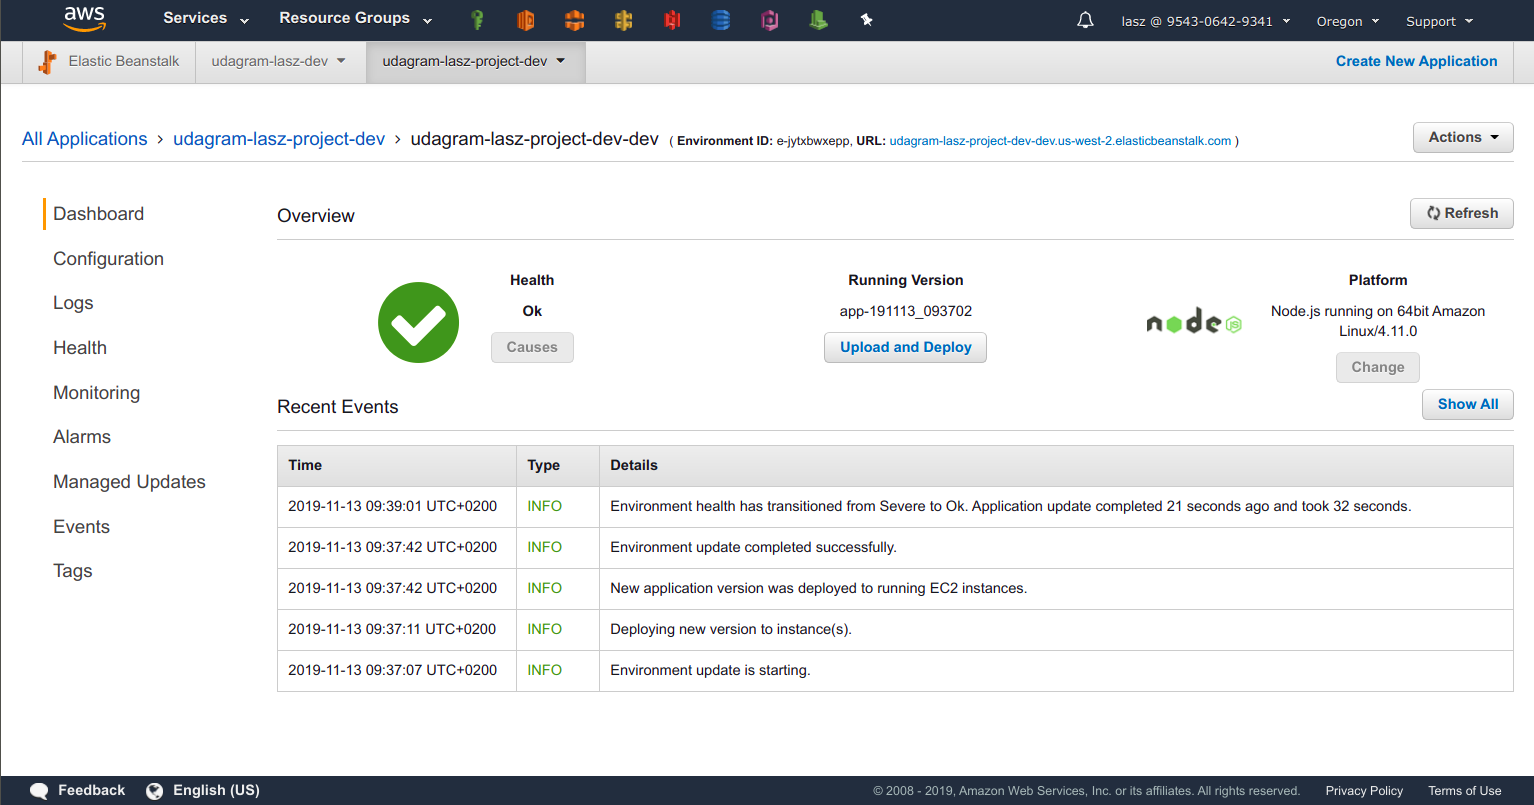 aws Services Resource Groups lasz @ 9543-0642-9341 Oregon Support
Elastic Beanstalk udagram-lasz-dev udagram-lasz-project-dev Create New Application
All Applications › udagram-lasz-project-dev › udagram-lasz-project-dev-dev ( Environment ID: e-jytxbwxepp, URL: udagram-lasz-project-dev-dev.us-west-2.elasticbeanstalk.com )
Actions
Dashboard
Configuration
Logs
Health
Monitoring
Alarms
Managed Updates
Events
Tags
Overview
Refresh
Health
Ok
Causes
Running Version
app-191113_093702
Upload and Deploy
node JS
Platform
Node.js running on 64bit Amazon
Linux/4.11.0
Change
Recent Events
Show All
Time Type Details
2019-11-13 09:39:01 UTC+0200 INFO Environment health has transitioned from Severe to Ok. Application update completed 21 seconds ago and took 32 seconds.
2019-11-13 09:37:42 UTC+0200 INFO Environment update completed successfully.
2019-11-13 09:37:42 UTC+0200 INFO New application version was deployed to running EC2 instances.
2019-11-13 09:37:11 UTC+0200 INFO Deploying new version to instance(s).
2019-11-13 09:37:07 UTC+0200 INFO Environment update is starting.
Feedback English (US) © 2008 - 2019, Amazon Web Services, Inc. or its affiliates. All rights reserved. Privacy Policy Terms of Use